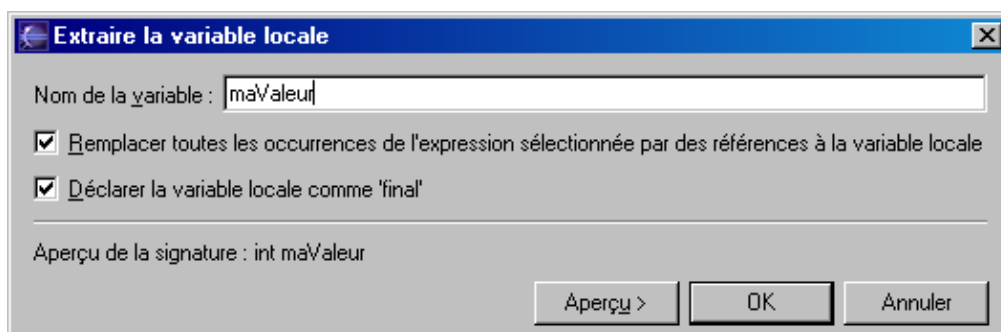 Extraire la variable locale
Nom de la variable : maValeur
Remplacer toutes les occurrences de l'expression sélectionnée par des références à la variable locale
Déclarer la variable locale comme 'final'
Aperçu de la signature : int maValeur
Aperçu > OK Annuler